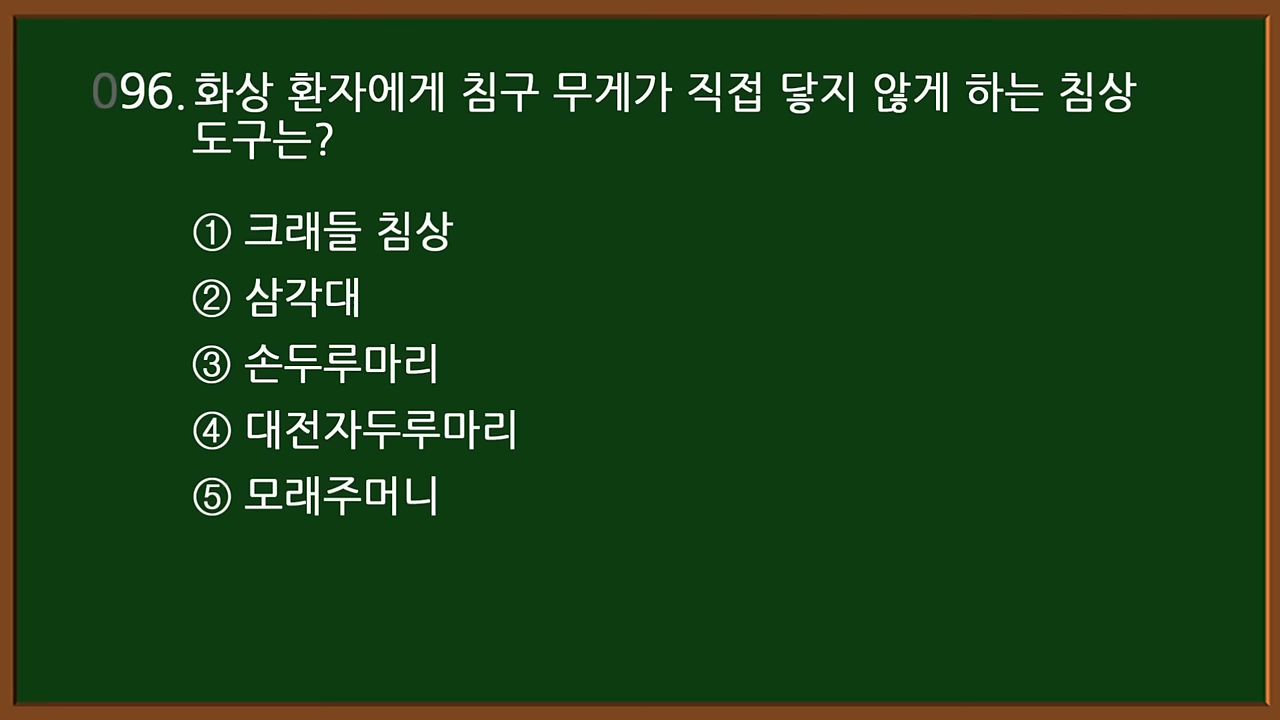 096. 화상 환자에게 침구 무게가 직접 닿지 않게 하는 침상
도구는?
① 크래들 침상
② 삼각대
③ 손두루마리
④ 대전자두루마리
⑤ 모래주머니